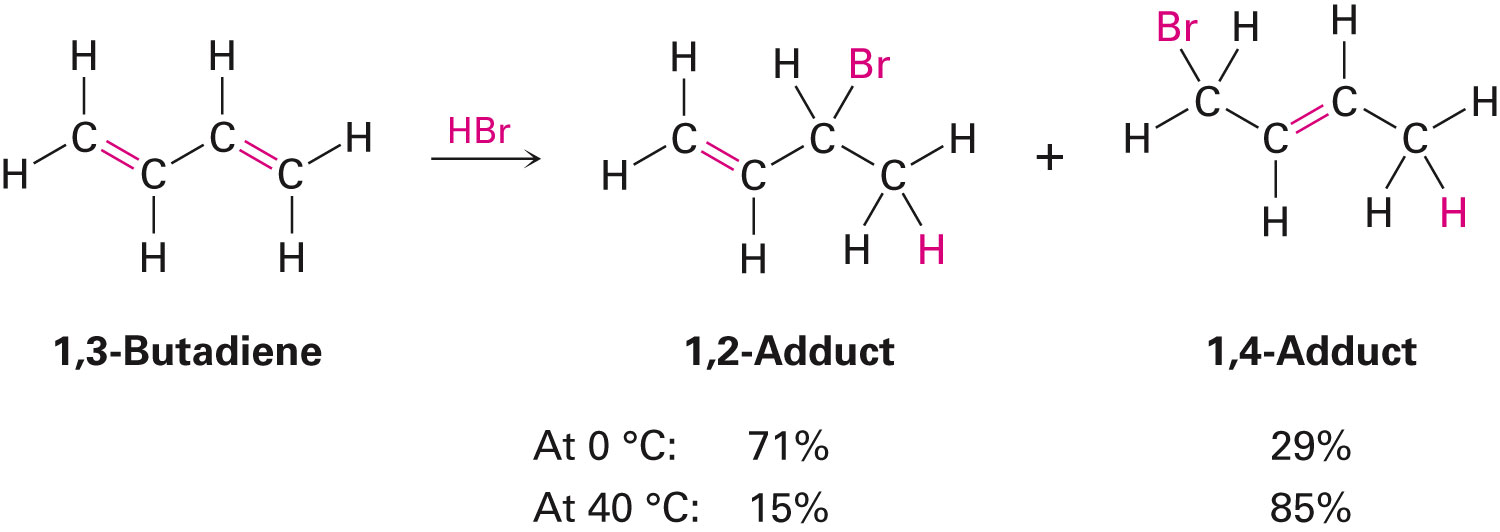 H H H H Br Br H H
H C C H HBr H C C H + H C C H
H C C H C C C C
H H H H H H H H
1,3-Butadiene 1,2-Adduct 1,4-Adduct
At 0 °C: 71% 29%
At 40 °C: 15% 85%